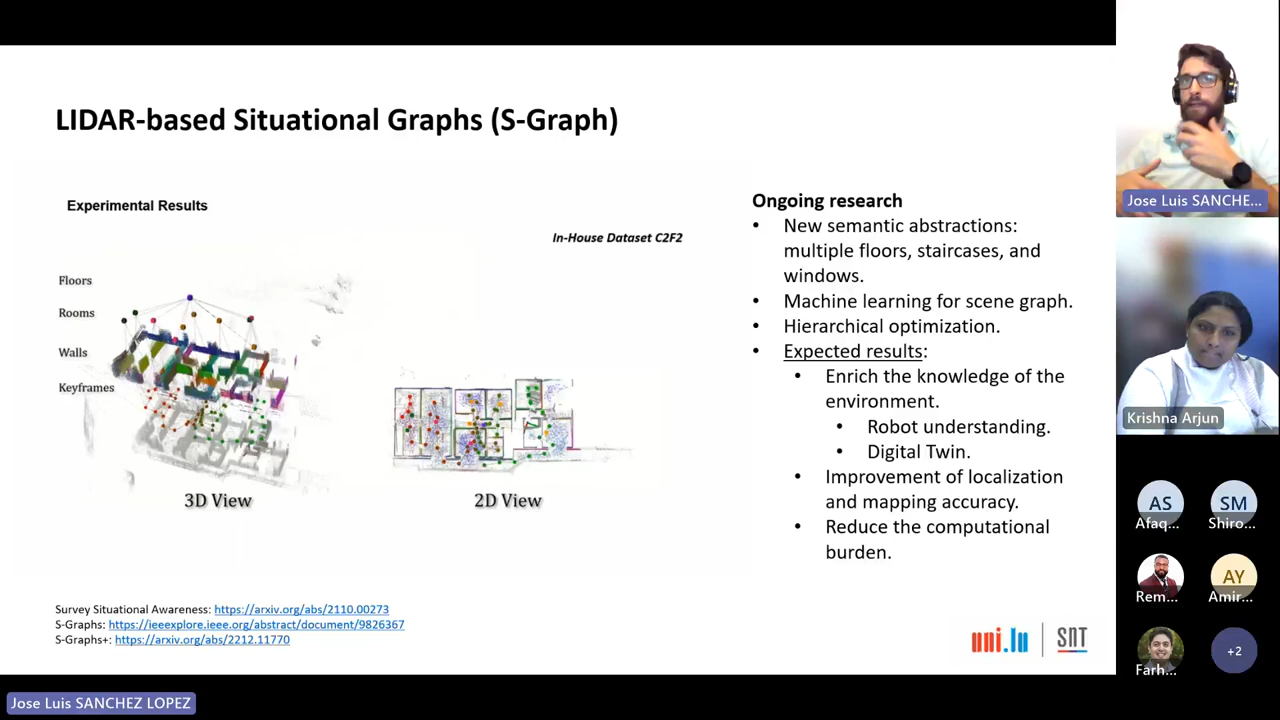 LIDAR-based Situational Graphs (S-Graph)
Experimental Results
In-House Dataset C2F2
Floors
Rooms
Walls
Keyframes
3D View
2D View
Ongoing research
• New semantic abstractions:
multiple floors, staircases, and
windows.
• Machine learning for scene graph.
• Hierarchical optimization.
• Expected results:
• Enrich the knowledge of the
environment.
• Robot understanding.
• Digital Twin.
• Improvement of localization
and mapping accuracy.
• Reduce the computational
burden.
Survey Situational Awareness: https://arxiv.org/abs/2110.00273
S-Graphs: https://ieeexplore.ieee.org/abstract/document/9826367
S-Graphs+: https://arxiv.org/abs/2212.11770
uni.lu
SNT
Jose Luis SANCHE...
Krishna Arjun
AS
SM
Afaq...
Shiro...
AY
Rem...
Amir...
+2
Farh...
Jose Luis SANCHEZ LOPEZ